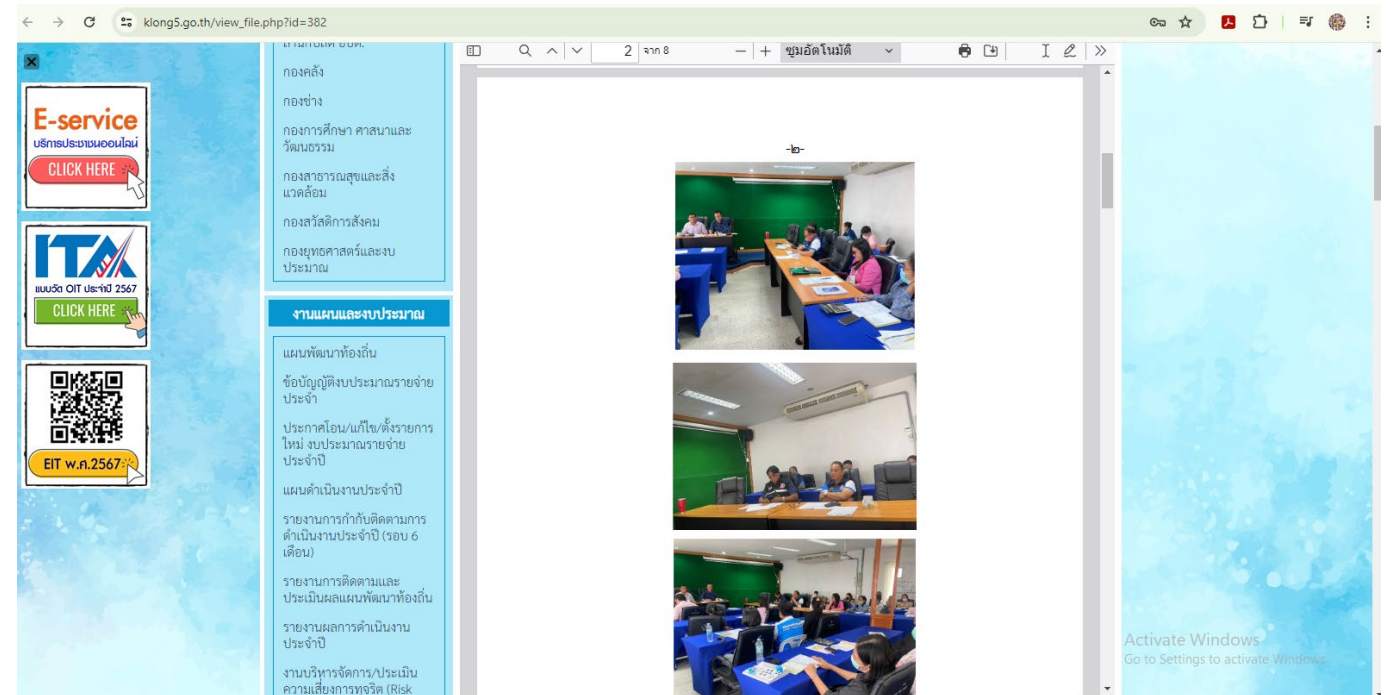 klong5.go.th/view_file.php?id=382
2 จาก 8
ซูมอัตโนมัติ
E-service
บริการประชาชนออนไลน์
CLICK HERE
ITA
แบบวัด OIT ประจำปี 2567
CLICK HERE
EIT พ.ศ.2567
กองคลัง
กองช่าง
กองการศึกษา ศาสนาและ
วัฒนธรรม
กองสาธารณสุขและสิ่ง
แวดล้อม
กองสวัสดิการสังคม
กองยุทธศาสตร์และงบ
ประมาณ
งานแผนและงบประมาณ
แผนพัฒนาท้องถิ่น
ข้อบัญญัติงบประมาณรายจ่าย
ประจำ
ประกาศโอน/แก้ไข/ตั้งรายการ
ใหม่ งบประมาณรายจ่าย
ประจำปี
แผนดำเนินงานประจำปี
รายงานการกำกับติดตามการ
ดำเนินงานประจำปี (รอบ 6
เดือน)
รายงานการติดตามและ
ประเมินผลแผนพัฒนาท้องถิ่น
รายงานผลการดำเนินงาน
ประจำปี
งานบริหารจัดการ/ประเมิน
ความเสี่ยงการทุจริต (Risk
-๒-
Activate Windows
Go to Settings to activate Windows.